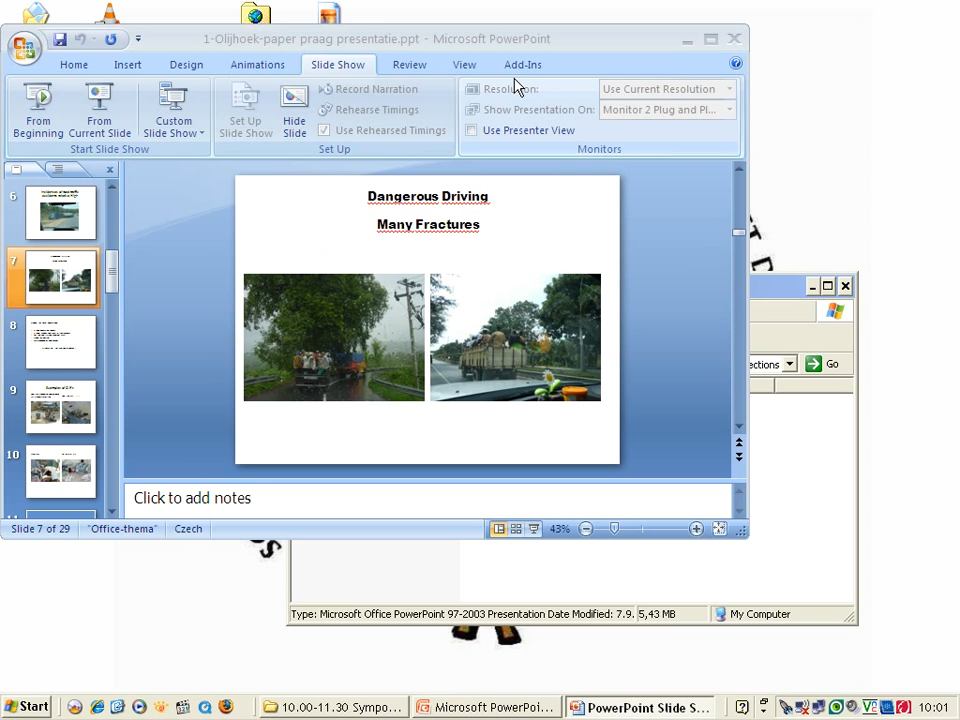 1-Olijhoek-paper praag presentatie.ppt - Microsoft PowerPoint
Home Insert Design Animations Slide Show Review View Add-Ins
From Beginning
From Current Slide
Custom Slide Show
Start Slide Show
Set Up Slide Show
Hide Slide
Record Narration
Rehearse Timings
Use Rehearsed Timings
Set Up
Resolution:
Use Current Resolution
Show Presentation On:
Monitor 2 Plug and Pl...
Use Presenter View
Monitors
6
7
8
9
10
Dangerous Driving
Many Fractures
Click to add notes
Slide 7 of 29 "Office-thema" Czech 43%
Go
Type: Microsoft Office PowerPoint 97-2003 Presentation Date Modified: 7.9. 5,43 MB My Computer
Start 10.00-11.30 Sympo... Microsoft PowerPoi... PowerPoint Slide S... 10:01